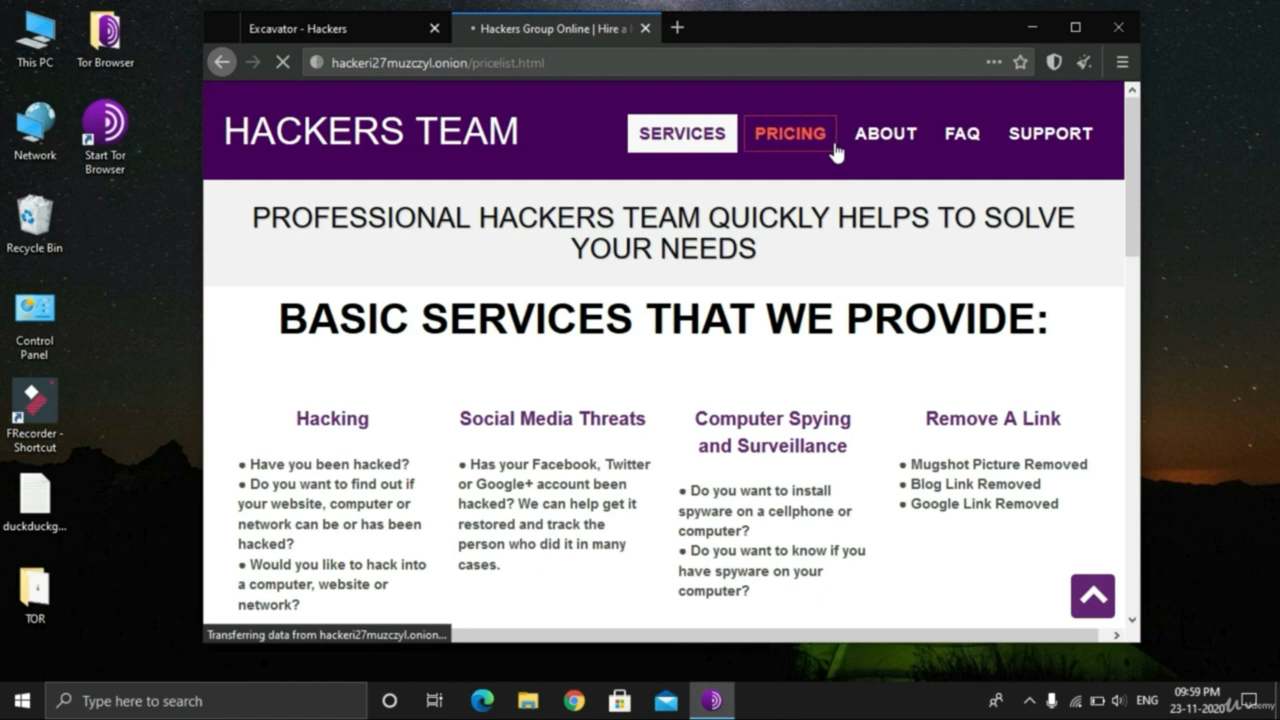 This PC
Tor Browser
Network
Start Tor
Browser
Recycle Bin
Control
Panel
FRecorder -
Shortcut
duckduckg...
TOR
Excavator - Hackers
Hackers Group Online | Hire a
hackeri27muzczyl.onion/pricelist.html
HACKERS TEAM
SERVICES
PRICING
ABOUT
FAQ
SUPPORT
PROFESSIONAL HACKERS TEAM QUICKLY HELPS TO SOLVE
YOUR NEEDS
BASIC SERVICES THAT WE PROVIDE:
Hacking
● Have you been hacked?
● Do you want to find out if
your website, computer or
network can be or has been
hacked?
● Would you like to hack into
a computer, website or
network?
Social Media Threats
● Has your Facebook, Twitter
or Google+ account been
hacked? We can help get it
restored and track the
person who did it in many
cases.
Computer Spying
and Surveillance
● Do you want to install
spyware on a cellphone or
computer?
● Do you want to know if you
have spyware on your
computer?
Remove A Link
● Mugshot Picture Removed
● Blog Link Removed
● Google Link Removed
Transferring data from hackeri27muzczyl.onion...
Type here to search
ENG
09:59 PM
23-11-2020
Udemy